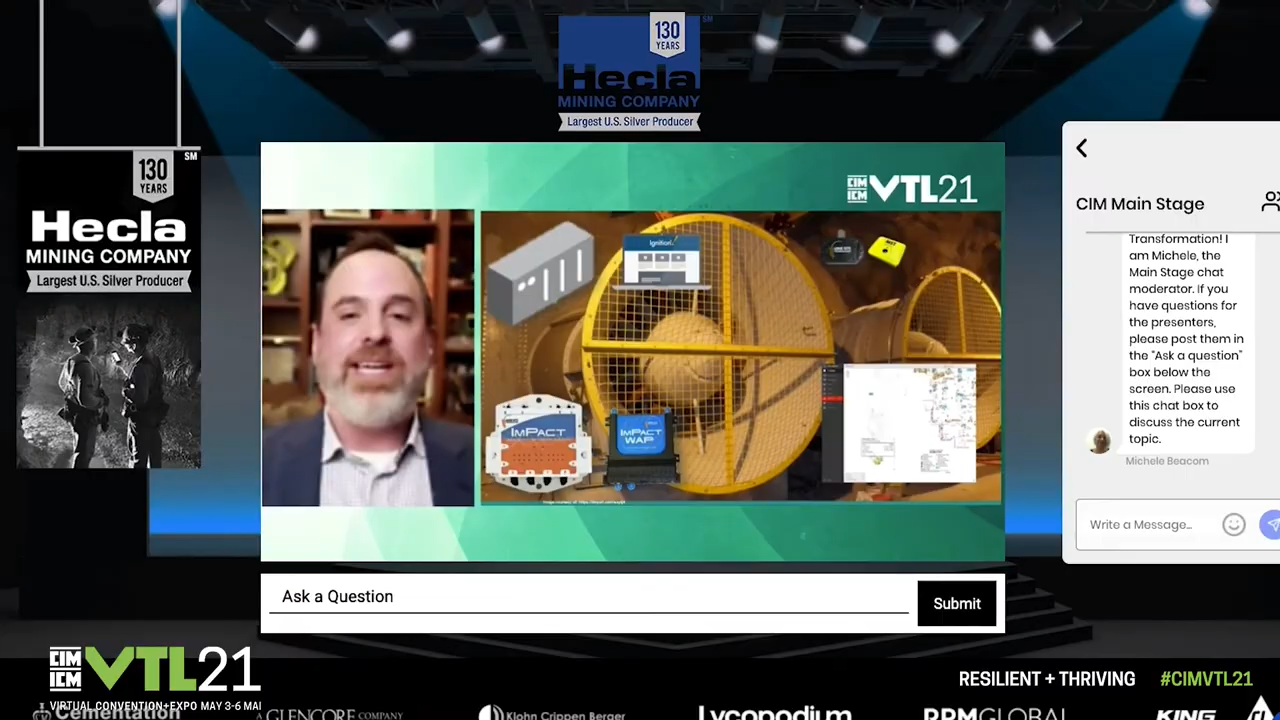 130
YEARS
SM
Hecla
MINING COMPANY
Largest U.S. Silver Producer
130
YEARS
SM
Hecla
MINING COMPANY
Largest U.S. Silver Producer
CIM
ICM
VTL21
Ignition
IMPACT
IMPACT
WAP
CIM Main Stage
Transformation! I
am Michele, the
Main Stage chat
moderator. If you
have questions for
the presenters,
please post them in
the "Ask a question"
box below the
screen. Please use
this chat box to
discuss the current
topic.
Michele Beacom
Write a Message...
Ask a Question
Submit
CIM
ICM
VTL21
VIRTUAL CONVENTION+EXPO MAY 3-6 MAI
RESILIENT + THRIVING
#CIMVTL21
Cementation
GLENCORE COMPANY
Klohn Crippen Berger
Lycopodium
RPMGLOBAL
KING